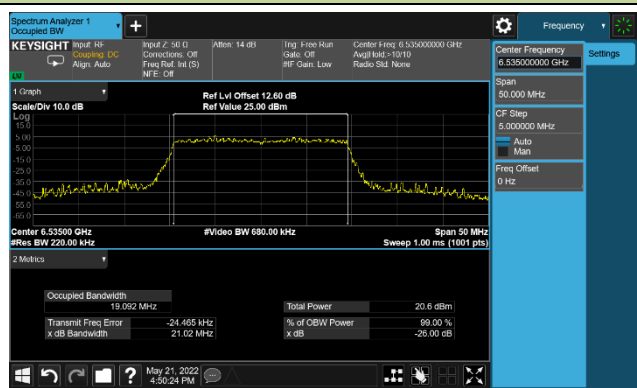 Spectrum Analyzer 1
Occupied BW
+
Frequency
KEYSIGHT
Input: RF
Coupling: DC
Align: Auto
Input Z: 50 Ω
Corrections: Off
Freq Ref: Int (S)
NFE: Off
Atten: 14 dB
Trig: Free Run
Gate: Off
#IF Gain: Low
Center Freq: 6.535000000 GHz
Avg|Hold:>10/10
Radio Std: None
Center Frequency
6.535000000 GHz
Settings
Span
50.000 MHz
CF Step
5.000000 MHz
Auto
Man
Freq Offset
0 Hz
1 Graph
Scale/Div 10.0 dB
Ref Lvl Offset 12.60 dB
Ref Value 25.00 dBm
Log
15.0
5.00
-5.00
-15.0
-25.0
-35.0
-45.0
-55.0
-65.0
Center 6.53500 GHz
#Res BW 220.00 kHz
#Video BW 680.00 kHz
Span 50 MHz
Sweep 1.00 ms (1001 pts)
2 Metrics
Occupied Bandwidth
19.092 MHz
Total Power 20.6 dBm
Transmit Freq Error -24.465 kHz
% of OBW Power 99.00 %
x dB Bandwidth 21.02 MHz
x dB -26.00 dB
?
May 21, 2022
4:50:24 PM